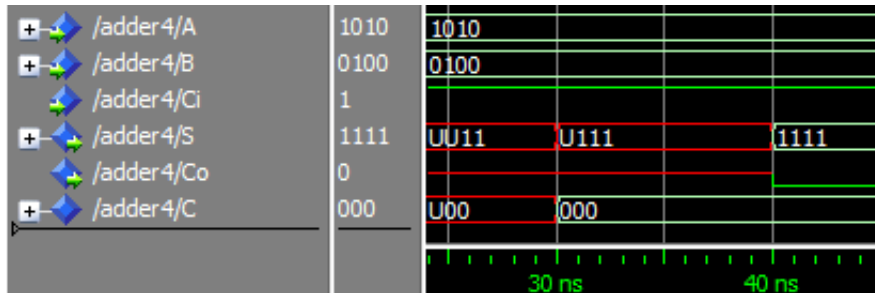 /adder4/A 1010 1010
/adder4/B 0100 0100
/adder4/Ci 1
/adder4/S 1111 UU11 U111 1111
/adder4/Co 0
/adder4/C 000 U00 000
30 ns 40 ns